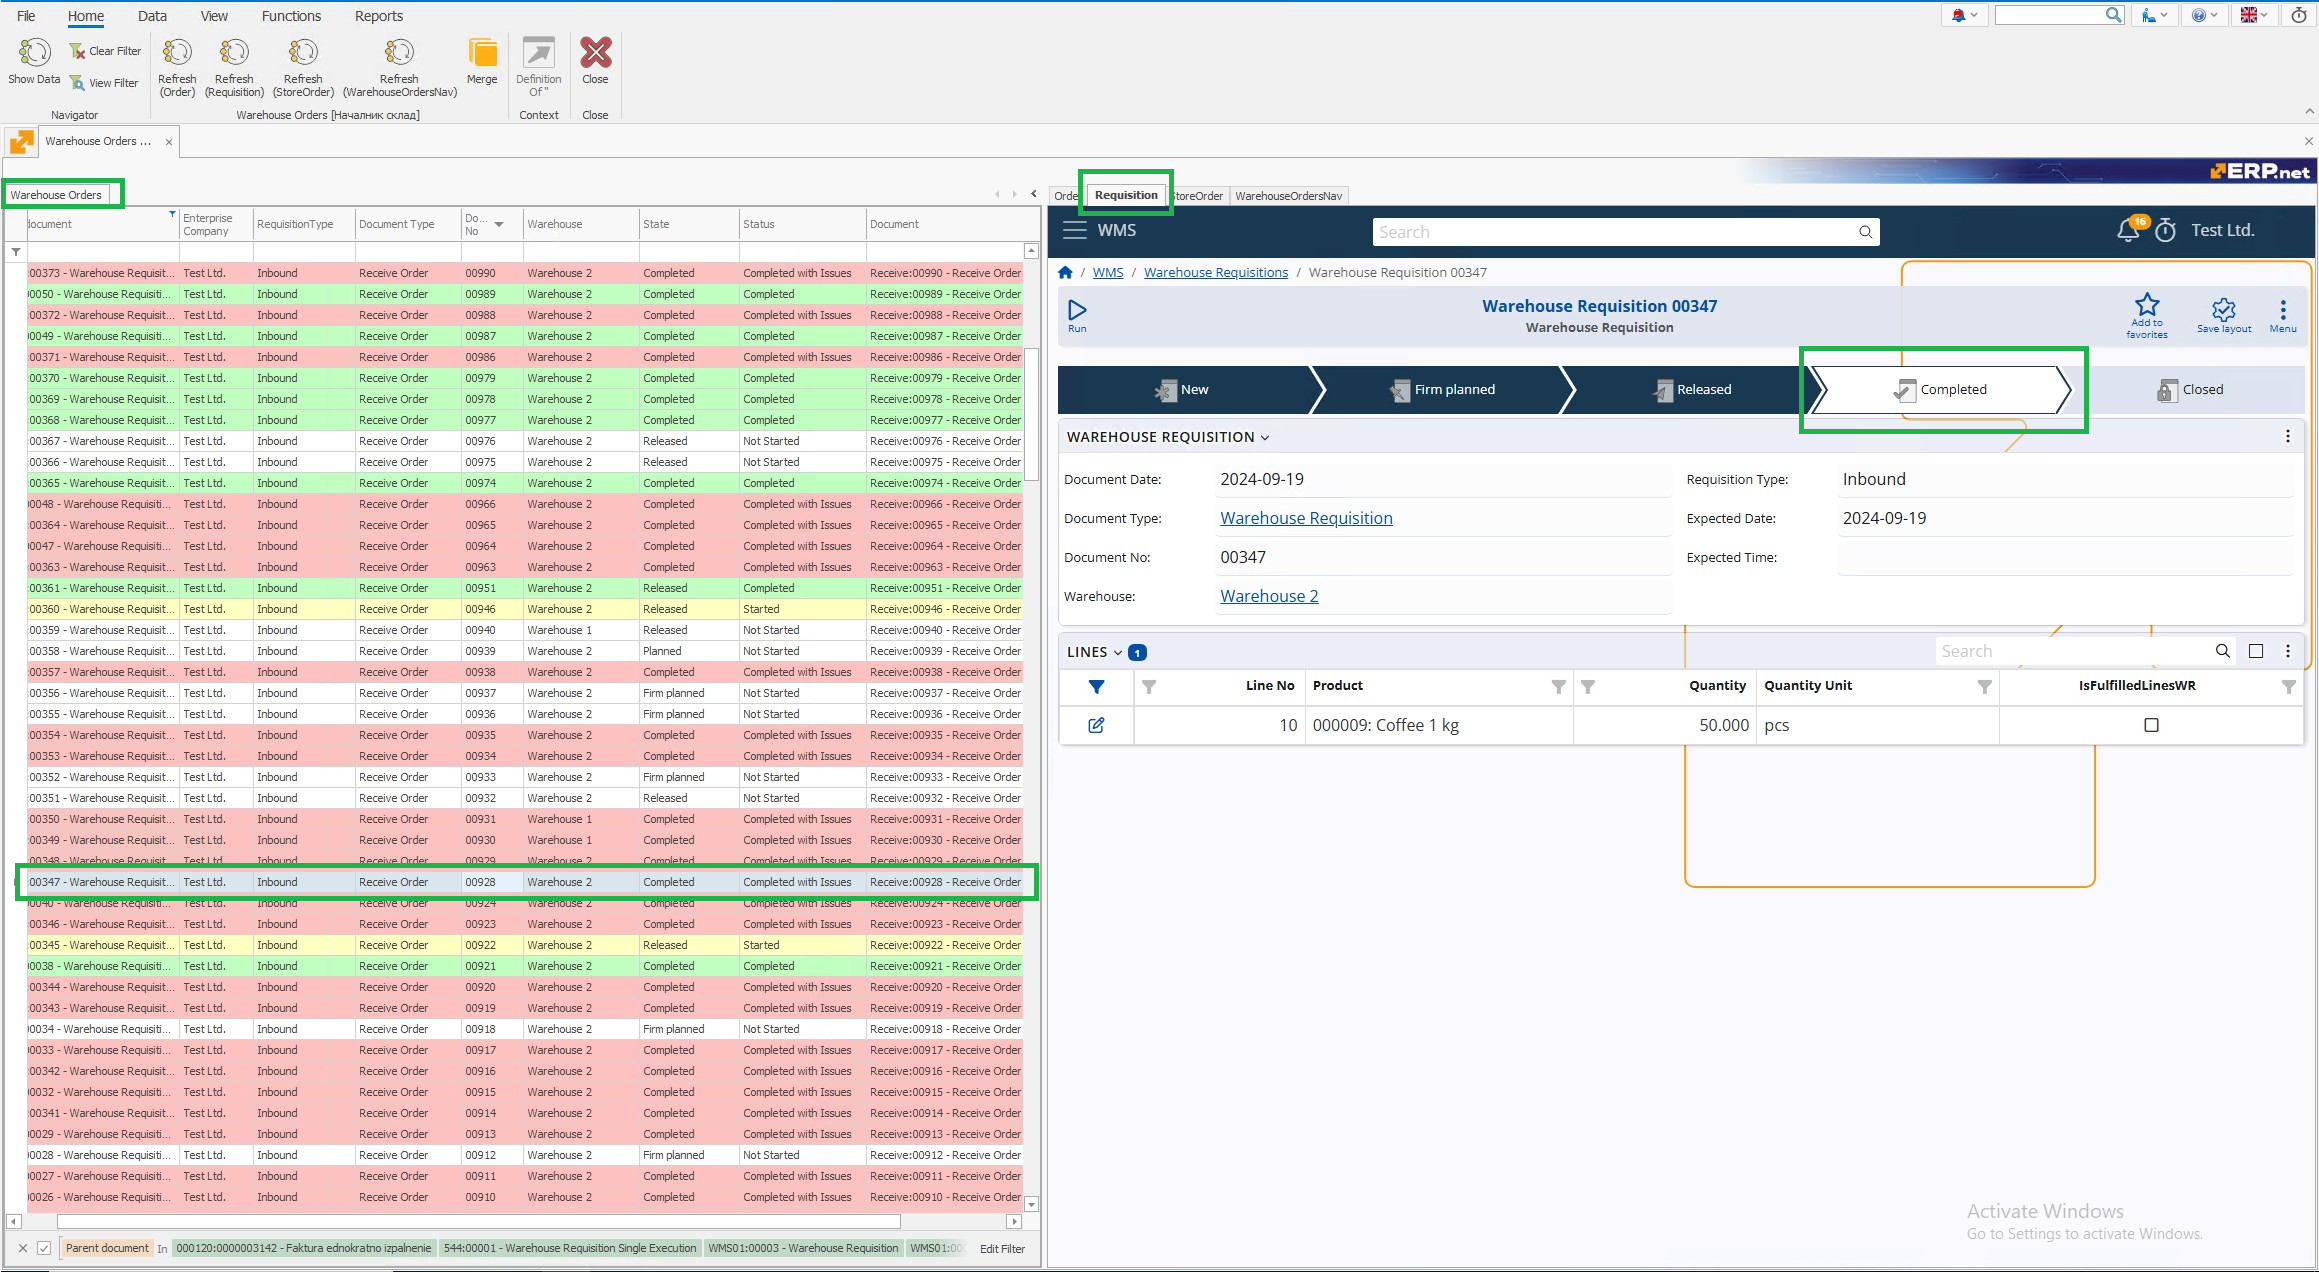 File Home Data View Functions Reports
Show Data
Clear Filter
View Filter
Navigator
Refresh (Order)
Refresh (Requisition)
Refresh (StoreOrder)
Refresh (WarehouseOrdersNav)
Merge
Warehouse Orders [Началник склад]
Definition Of "
Context
Close
Close
Warehouse Orders ...
ERP.net
Warehouse Orders
document Enterprise Company RequisitionType Document Type Do... No Warehouse State Status Document
:00373 - Warehouse Requisit... Test Ltd. Inbound Receive Order 00990 Warehouse 2 Completed Completed with Issues Receive:00990 - Receive Order
00050 - Warehouse Requisiti... Test Ltd. Inbound Receive Order 00989 Warehouse 2 Completed Completed Receive:00989 - Receive Order
:00372 - Warehouse Requisit... Test Ltd. Inbound Receive Order 00988 Warehouse 2 Completed Completed with Issues Receive:00988 - Receive Order
00049 - Warehouse Requisiti... Test Ltd. Inbound Receive Order 00987 Warehouse 2 Completed Completed Receive:00987 - Receive Order
:00371 - Warehouse Requisit... Test Ltd. Inbound Receive Order 00986 Warehouse 2 Completed Completed with Issues Receive:00986 - Receive Order
:00370 - Warehouse Requisit... Test Ltd. Inbound Receive Order 00979 Warehouse 2 Completed Completed Receive:00979 - Receive Order
:00369 - Warehouse Requisit... Test Ltd. Inbound Receive Order 00978 Warehouse 2 Completed Completed Receive:00978 - Receive Order
:00368 - Warehouse Requisit... Test Ltd. Inbound Receive Order 00977 Warehouse 2 Completed Completed Receive:00977 - Receive Order
:00367 - Warehouse Requisit... Test Ltd. Inbound Receive Order 00976 Warehouse 2 Released Not Started Receive:00976 - Receive Order
:00366 - Warehouse Requisit... Test Ltd. Inbound Receive Order 00975 Warehouse 2 Released Not Started Receive:00975 - Receive Order
:00365 - Warehouse Requisit... Test Ltd. Inbound Receive Order 00974 Warehouse 2 Completed Completed Receive:00974 - Receive Order
00048 - Warehouse Requisiti... Test Ltd. Inbound Receive Order 00966 Warehouse 2 Completed Completed with Issues Receive:00966 - Receive Order
:00364 - Warehouse Requisit... Test Ltd. Inbound Receive Order 00965 Warehouse 2 Completed Completed with Issues Receive:00965 - Receive Order
00047 - Warehouse Requisiti... Test Ltd. Inbound Receive Order 00964 Warehouse 2 Completed Completed with Issues Receive:00964 - Receive Order
:00363 - Warehouse Requisit... Test Ltd. Inbound Receive Order 00963 Warehouse 2 Completed Completed with Issues Receive:00963 - Receive Order
:00361 - Warehouse Requisit... Test Ltd. Inbound Receive Order 00951 Warehouse 2 Released Completed Receive:00951 - Receive Order
:00360 - Warehouse Requisit... Test Ltd. Inbound Receive Order 00946 Warehouse 2 Released Started Receive:00946 - Receive Order
:00359 - Warehouse Requisit... Test Ltd. Inbound Receive Order 00940 Warehouse 1 Released Not Started Receive:00940 - Receive Order
:00358 - Warehouse Requisit... Test Ltd. Inbound Receive Order 00939 Warehouse 2 Planned Not Started Receive:00939 - Receive Order
:00357 - Warehouse Requisit... Test Ltd. Inbound Receive Order 00938 Warehouse 2 Completed Completed with Issues Receive:00938 - Receive Order
:00356 - Warehouse Requisit... Test Ltd. Inbound Receive Order 00937 Warehouse 2 Firm planned Not Started Receive:00937 - Receive Order
:00355 - Warehouse Requisit... Test Ltd. Inbound Receive Order 00936 Warehouse 2 Firm planned Not Started Receive:00936 - Receive Order
:00354 - Warehouse Requisit... Test Ltd. Inbound Receive Order 00935 Warehouse 2 Completed Completed with Issues Receive:00935 - Receive Order
:00353 - Warehouse Requisit... Test Ltd. Inbound Receive Order 00934 Warehouse 2 Completed Completed with Issues Receive:00934 - Receive Order
:00352 - Warehouse Requisit... Test Ltd. Inbound Receive Order 00933 Warehouse 2 Firm planned Not Started Receive:00933 - Receive Order
:00351 - Warehouse Requisit... Test Ltd. Inbound Receive Order 00932 Warehouse 2 Released Not Started Receive:00932 - Receive Order
:00350 - Warehouse Requisit... Test Ltd. Inbound Receive Order 00931 Warehouse 1 Completed Completed with Issues Receive:00931 - Receive Order
:00349 - Warehouse Requisit... Test Ltd. Inbound Receive Order 00930 Warehouse 1 Completed Completed with Issues Receive:00930 - Receive Order
:00348 - Warehouse Requisit... Test Ltd. Inbound Receive Order 00929 Warehouse 2 Completed Completed with Issues Receive:00929 - Receive Order
:00347 - Warehouse Requisit... Test Ltd. Inbound Receive Order 00928 Warehouse 2 Completed Completed with Issues Receive:00928 - Receive Order
00040 - Warehouse Requisiti... Test Ltd. Inbound Receive Order 00924 Warehouse 2 Completed Completed with Issues Receive:00924 - Receive Order
:00346 - Warehouse Requisit... Test Ltd. Inbound Receive Order 00923 Warehouse 2 Completed Completed with Issues Receive:00923 - Receive Order
:00345 - Warehouse Requisit... Test Ltd. Inbound Receive Order 00922 Warehouse 2 Released Started Receive:00922 - Receive Order
00038 - Warehouse Requisiti... Test Ltd. Inbound Receive Order 00921 Warehouse 2 Completed Completed Receive:00921 - Receive Order
:00344 - Warehouse Requisit... Test Ltd. Inbound Receive Order 00920 Warehouse 2 Completed Completed with Issues Receive:00920 - Receive Order
:00343 - Warehouse Requisit... Test Ltd. Inbound Receive Order 00919 Warehouse 2 Completed Completed with Issues Receive:00919 - Receive Order
00034 - Warehouse Requisiti... Test Ltd. Inbound Receive Order 00918 Warehouse 2 Firm planned Not Started Receive:00918 - Receive Order
00033 - Warehouse Requisiti... Test Ltd. Inbound Receive Order 00917 Warehouse 2 Completed Completed with Issues Receive:00917 - Receive Order
:00342 - Warehouse Requisit... Test Ltd. Inbound Receive Order 00916 Warehouse 2 Completed Completed with Issues Receive:00916 - Receive Order
00032 - Warehouse Requisiti... Test Ltd. Inbound Receive Order 00915 Warehouse 2 Completed Completed with Issues Receive:00915 - Receive Order
:00341 - Warehouse Requisit... Test Ltd. Inbound Receive Order 00914 Warehouse 2 Completed Completed with Issues Receive:00914 - Receive Order
00029 - Warehouse Requisiti... Test Ltd. Inbound Receive Order 00913 Warehouse 2 Completed Completed with Issues Receive:00913 - Receive Order
00028 - Warehouse Requisiti... Test Ltd. Inbound Receive Order 00912 Warehouse 2 Firm planned Not Started Receive:00912 - Receive Order
00027 - Warehouse Requisiti... Test Ltd. Inbound Receive Order 00911 Warehouse 2 Completed Completed with Issues Receive:00911 - Receive Order
00026 - Warehouse Requisiti... Test Ltd. Inbound Receive Order 00910 Warehouse 2 Completed Completed with Issues Receive:00910 - Receive Order
Parent document In 000120:0000003142 - Faktura ednokratno izpalnenie 544:00001 - Warehouse Requisition Single Execution WMS01:00003 - Warehouse Requisition WMS01:00 Edit Filter
Orde Requisition toreOrder WarehouseOrdersNav
WMS Search 16 Test Ltd.
/ WMS / Warehouse Requisitions / Warehouse Requisition 00347
Run
Warehouse Requisition 00347
Warehouse Requisition
Add to favorites
Save layout
Menu
New Firm planned Released Completed Closed
WAREHOUSE REQUISITION
Document Date: 2024-09-19 Requisition Type: Inbound
Document Type: Warehouse Requisition Expected Date: 2024-09-19
Document No: 00347 Expected Time:
Warehouse: Warehouse 2
LINES 1 Search
Line No Product Quantity Quantity Unit IsFulfilledLinesWR
10 000009: Coffee 1 kg 50.000 pcs
Activate Windows
Go to Settings to activate Windows.